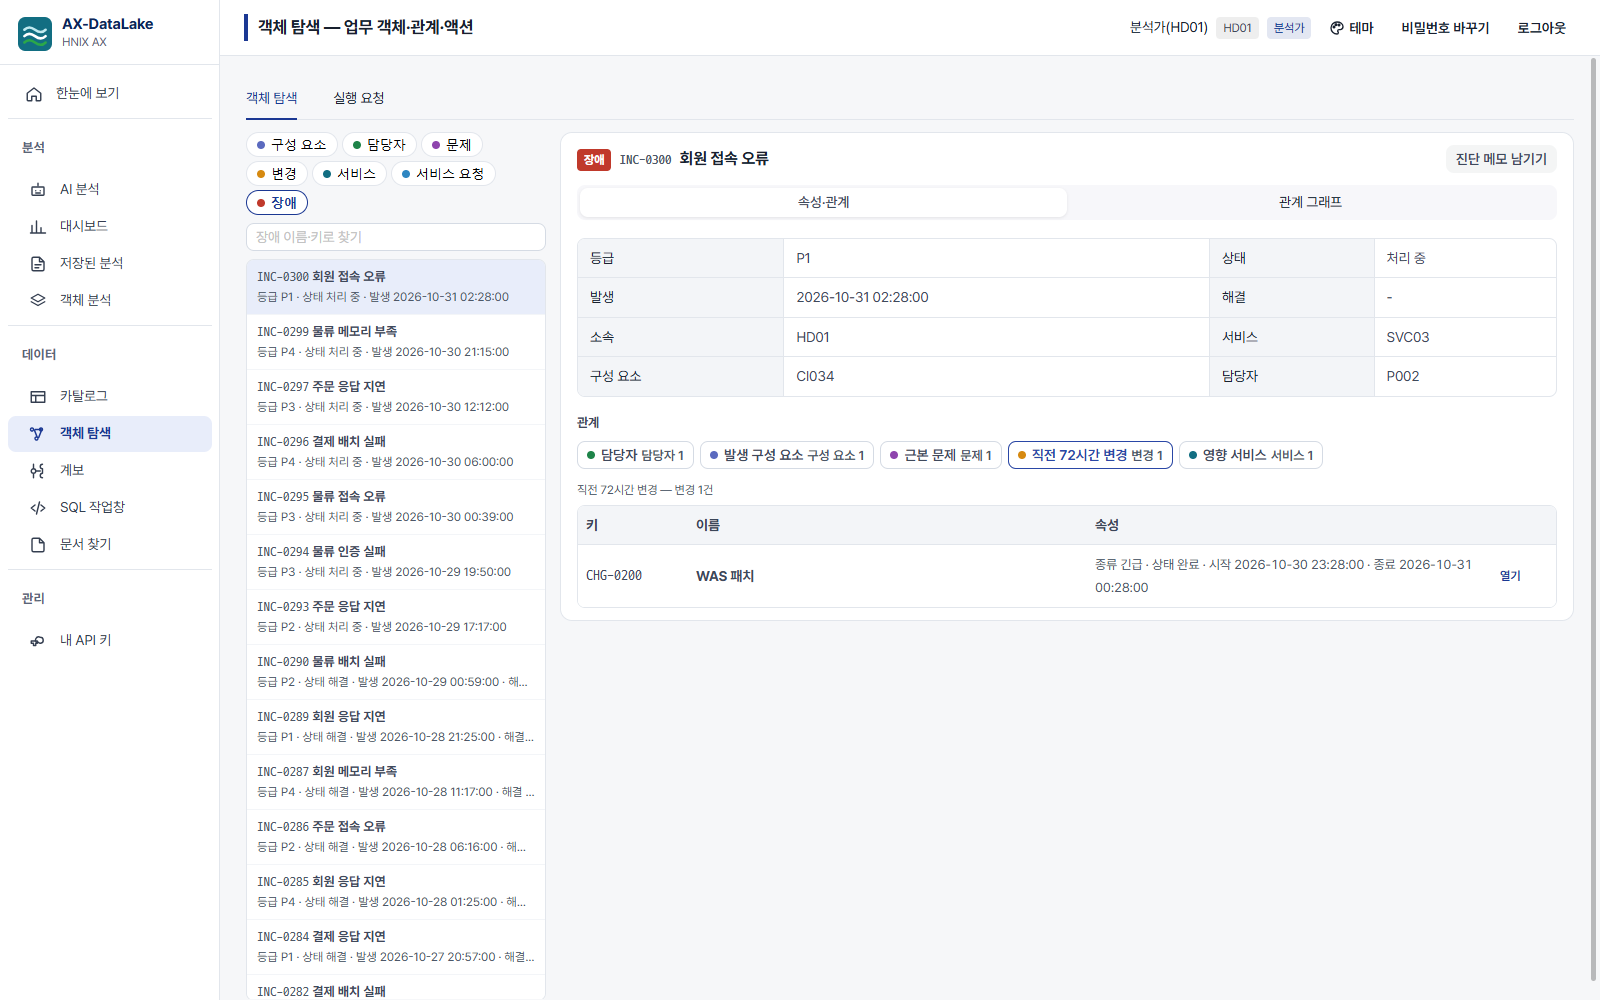 AX-DataLake
HNIX AX
한눈에 보기
분석
AI 분석
대시보드
저장된 분석
객체 분석
데이터
카탈로그
객체 탐색
계보
SQL 작업창
문서 찾기
관리
내 API 키
객체 탐색 — 업무 객체·관계·액션
분석가(HD01) HD01 분석가 테마 비밀번호 바꾸기 로그아웃
객체 탐색 실행 요청
구성 요소 담당자 문제
변경 서비스 서비스 요청
장애
장애 이름·키로 찾기
INC-0300 회원 접속 오류
등급 P1 · 상태 처리 중 · 발생 2026-10-31 02:28:00
INC-0299 물류 메모리 부족
등급 P4 · 상태 처리 중 · 발생 2026-10-30 21:15:00
INC-0297 주문 응답 지연
등급 P3 · 상태 처리 중 · 발생 2026-10-30 12:12:00
INC-0296 결제 배치 실패
등급 P4 · 상태 처리 중 · 발생 2026-10-30 06:00:00
INC-0295 물류 접속 오류
등급 P3 · 상태 처리 중 · 발생 2026-10-30 00:39:00
INC-0294 물류 인증 실패
등급 P3 · 상태 처리 중 · 발생 2026-10-29 19:50:00
INC-0293 주문 응답 지연
등급 P2 · 상태 처리 중 · 발생 2026-10-29 17:17:00
INC-0290 물류 배치 실패
등급 P2 · 상태 해결 · 발생 2026-10-29 00:59:00 · 해...
INC-0289 회원 응답 지연
등급 P1 · 상태 해결 · 발생 2026-10-28 21:25:00 · 해결...
INC-0287 회원 메모리 부족
등급 P4 · 상태 해결 · 발생 2026-10-28 11:17:00 · 해결 ...
INC-0286 주문 접속 오류
등급 P2 · 상태 해결 · 발생 2026-10-28 06:16:00 · 해...
INC-0285 회원 응답 지연
등급 P4 · 상태 해결 · 발생 2026-10-28 01:25:00 · 해...
INC-0284 결제 응답 지연
등급 P1 · 상태 해결 · 발생 2026-10-27 20:57:00 · 해결...
INC-0282 결제 배치 실패
장애 INC-0300 회원 접속 오류 진단 메모 남기기
속성·관계 관계 그래프
등급 P1 상태 처리 중
발생 2026-10-31 02:28:00 해결 -
소속 HD01 서비스 SVC03
구성 요소 CI034 담당자 P002
관계
담당자 담당자 1 발생 구성 요소 구성 요소 1 근본 문제 문제 1 직전 72시간 변경 변경 1 영향 서비스 서비스 1
직전 72시간 변경 — 변경 1건
키 이름 속성
CHG-0200 WAS 패치 종류 긴급 · 상태 완료 · 시작 2026-10-30 23:28:00 · 종료 2026-10-31 열기
00:28:00